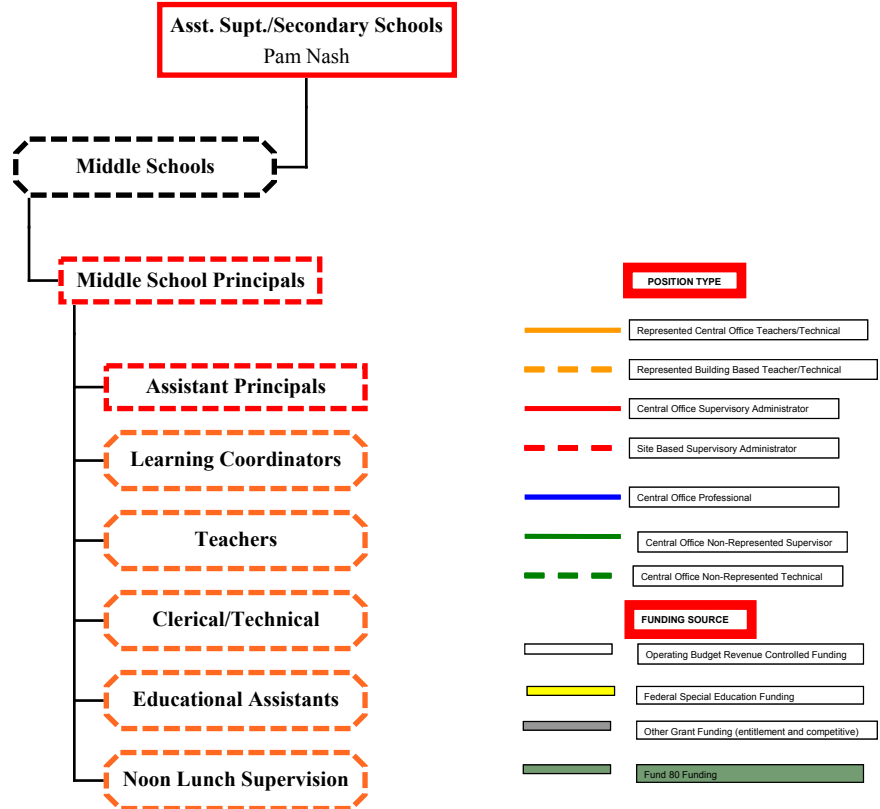 Asst. Supt./Secondary Schools
Pam Nash
Middle Schools
Middle School Principals
Assistant Principals
Learning Coordinators
Teachers
Clerical/Technical
Educational Assistants
Noon Lunch Supervision
POSITION TYPE
Represented Central Office Teachers/Technical
Represented Building Based Teacher/Technical
Central Office Supervisory Administrator
Site Based Supervisory Administrator
Central Office Professional
Central Office Non-Represented Supervisor
Central Office Non-Represented Technical
FUNDING SOURCE
Operating Budget Revenue Controlled Funding
Federal Special Education Funding
Other Grant Funding (entitlement and competitive)
Fund 80 Funding